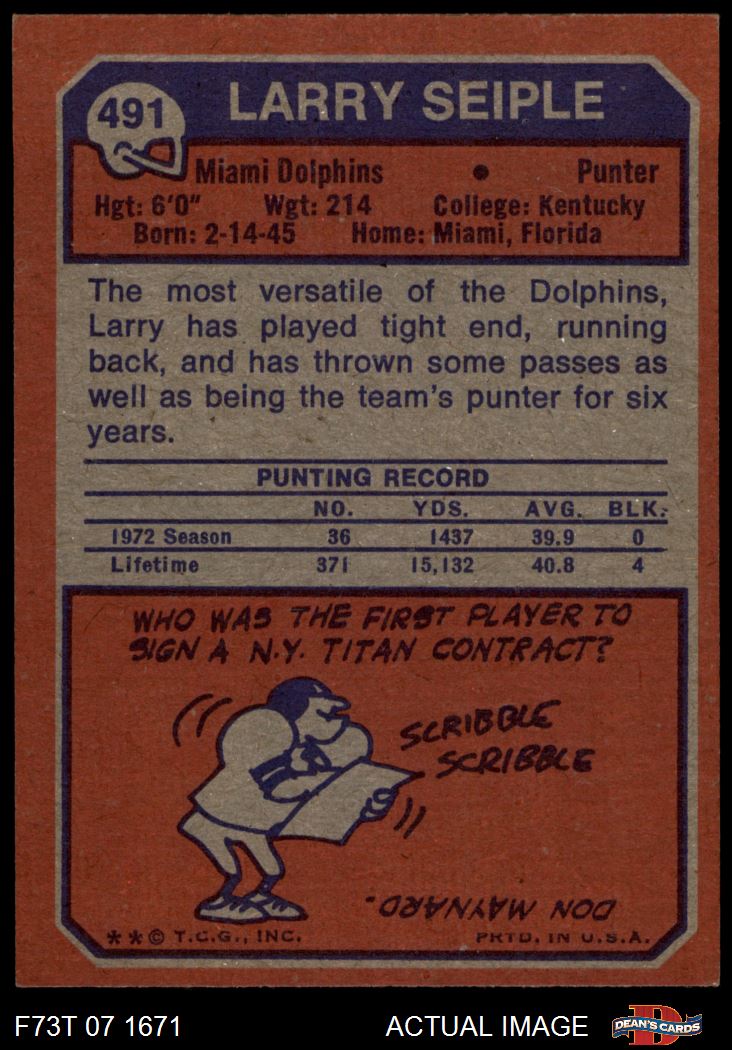 491 LARRY SEIPLE
Miami Dolphins • Punter
Hgt: 6'0" Wgt: 214 College: Kentucky
Born: 2-14-45 Home: Miami, Florida
The most versatile of the Dolphins,
Larry has played tight end, running
back, and has thrown some passes as
well as being the team's punter for six
years.
PUNTING RECORD
NO. YDS. AVG. BLK.
1972 Season 36 1437 39.9 0
Lifetime 371 15,132 40.8 4
WHO WAS THE FIRST PLAYER TO
SIGN A N.Y. TITAN CONTRACT?
SCRIBBLE
SCRIBBLE
DON MAYNARD.
**© T.C.G., INC. PRTD. IN U.S.A.
F73T 07 1671 ACTUAL IMAGE D DEAN'S CARDS